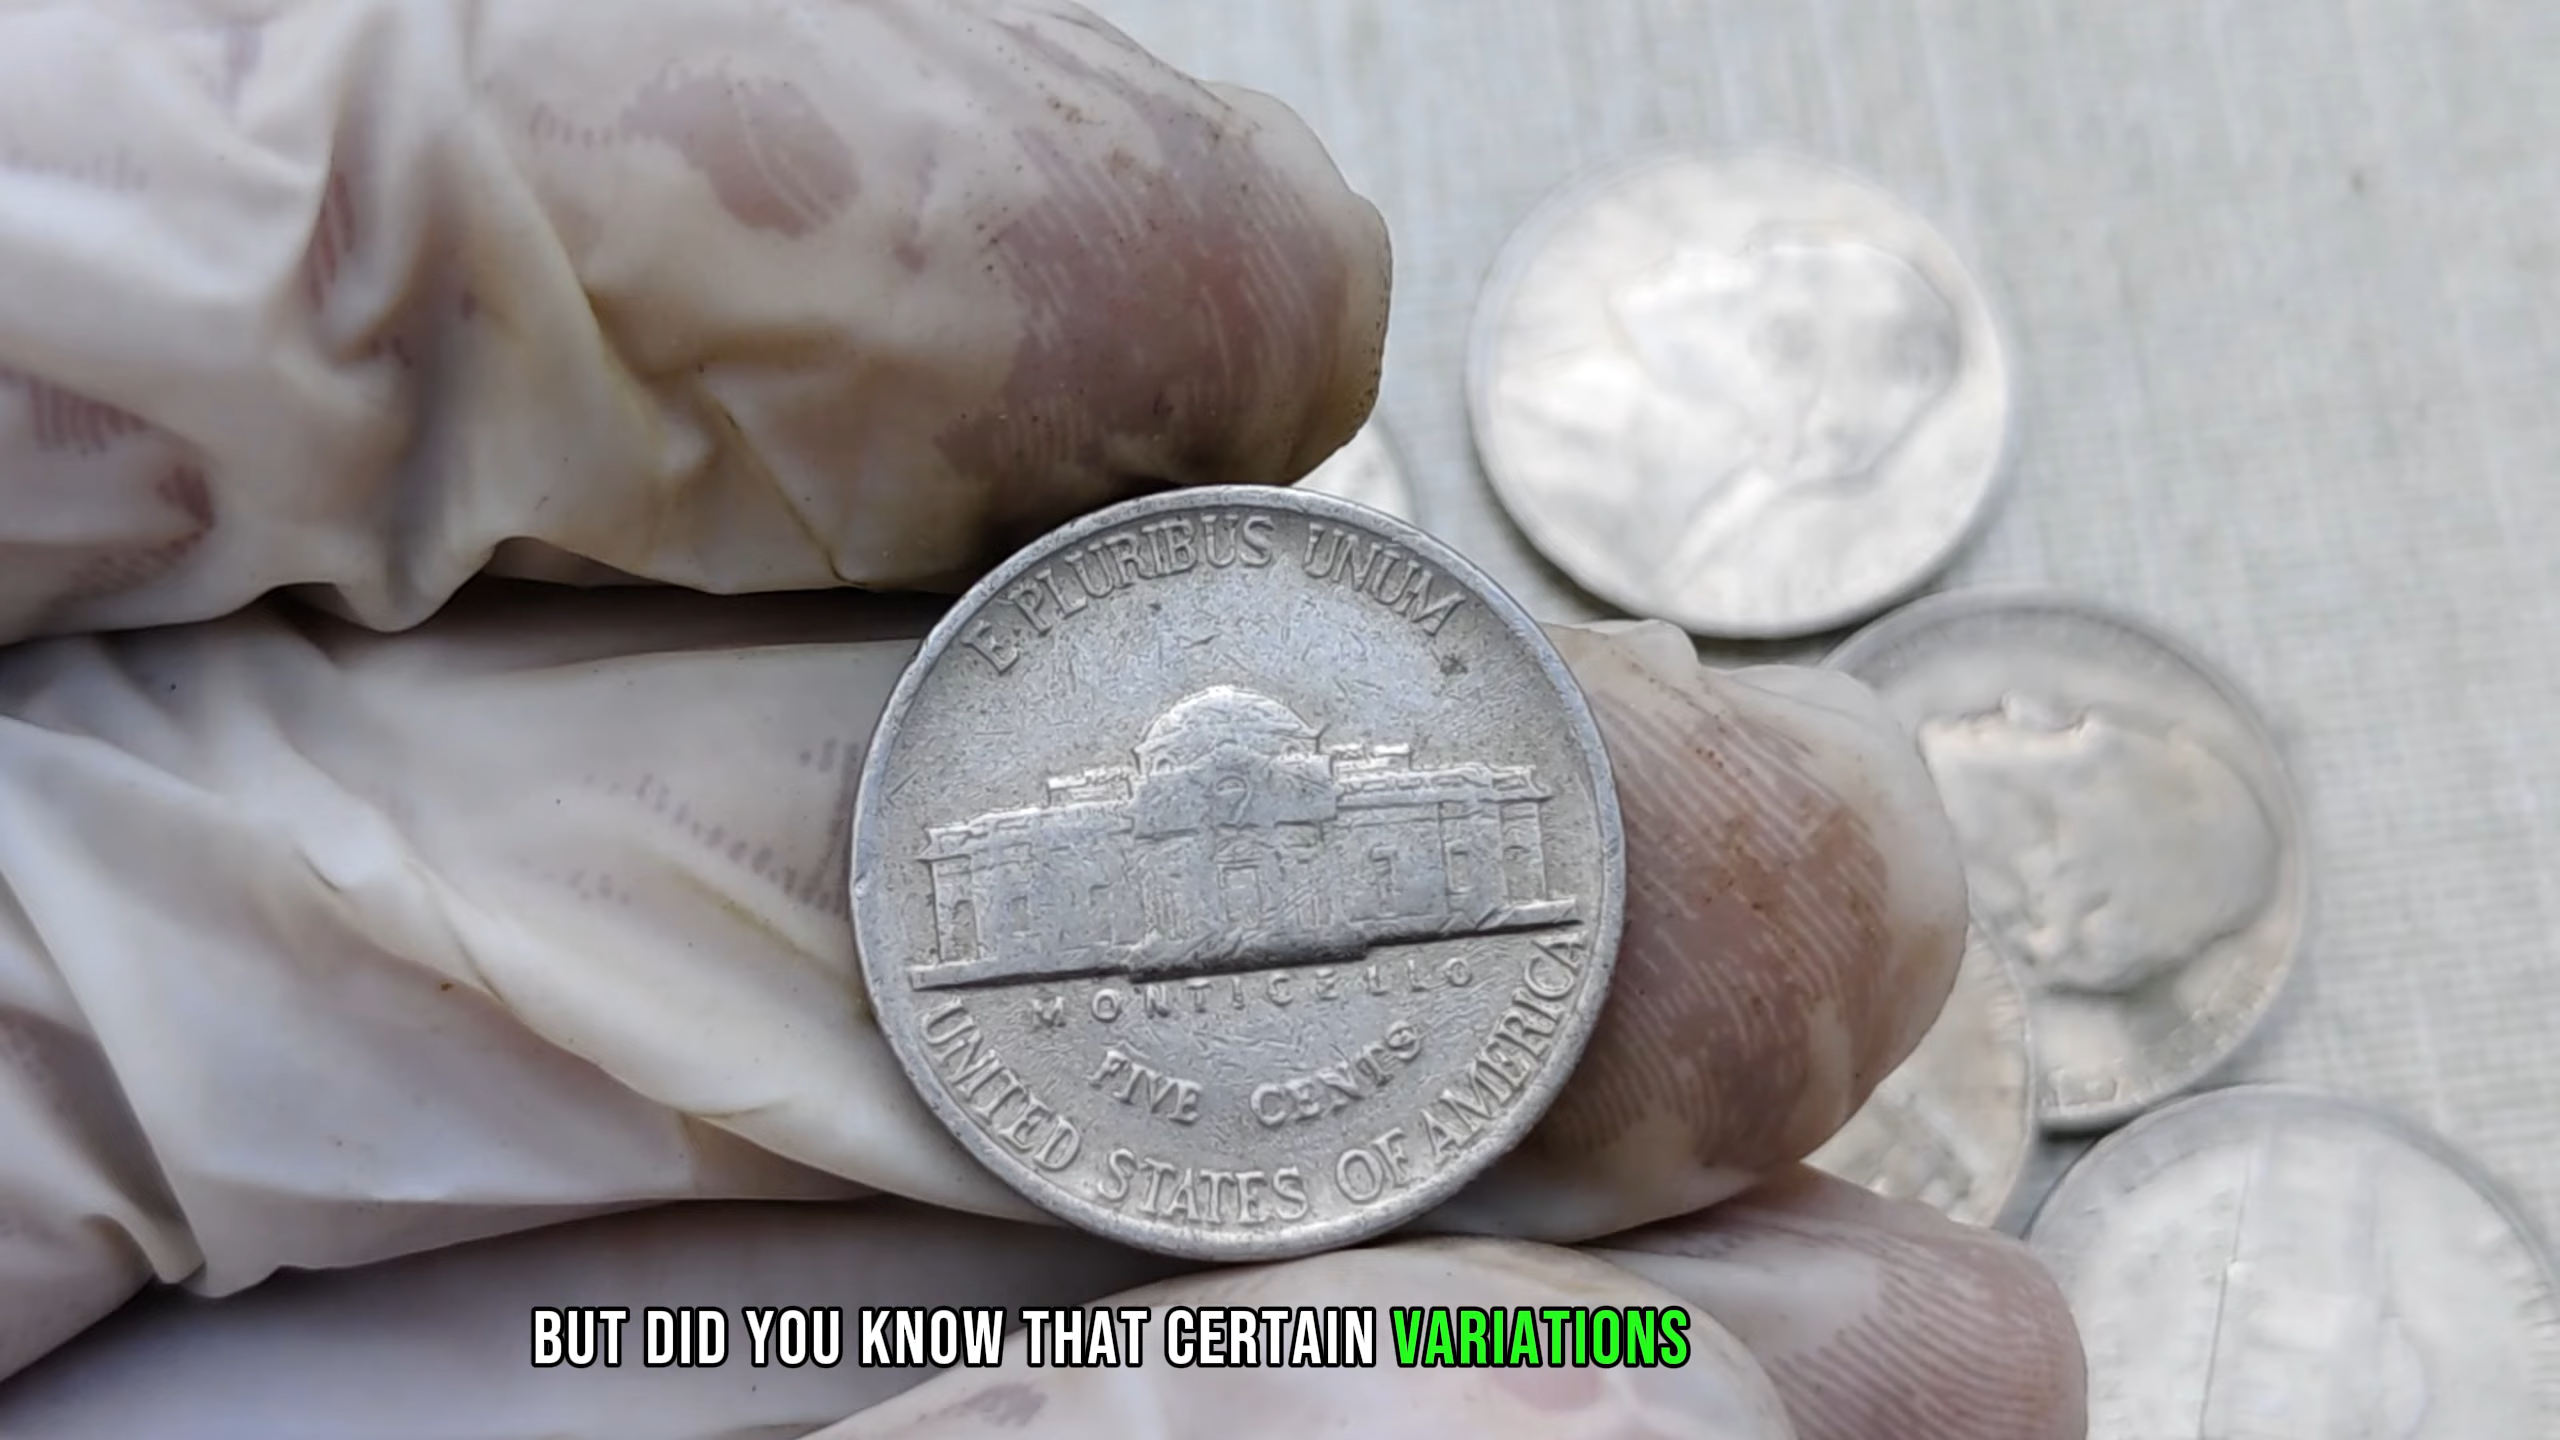 E PLURIBUS UNUM
MONTICELLO
FIVE CENTS
UNITED STATES OF AMERICA
BUT DID YOU KNOW THAT CERTAIN VARIATIONS